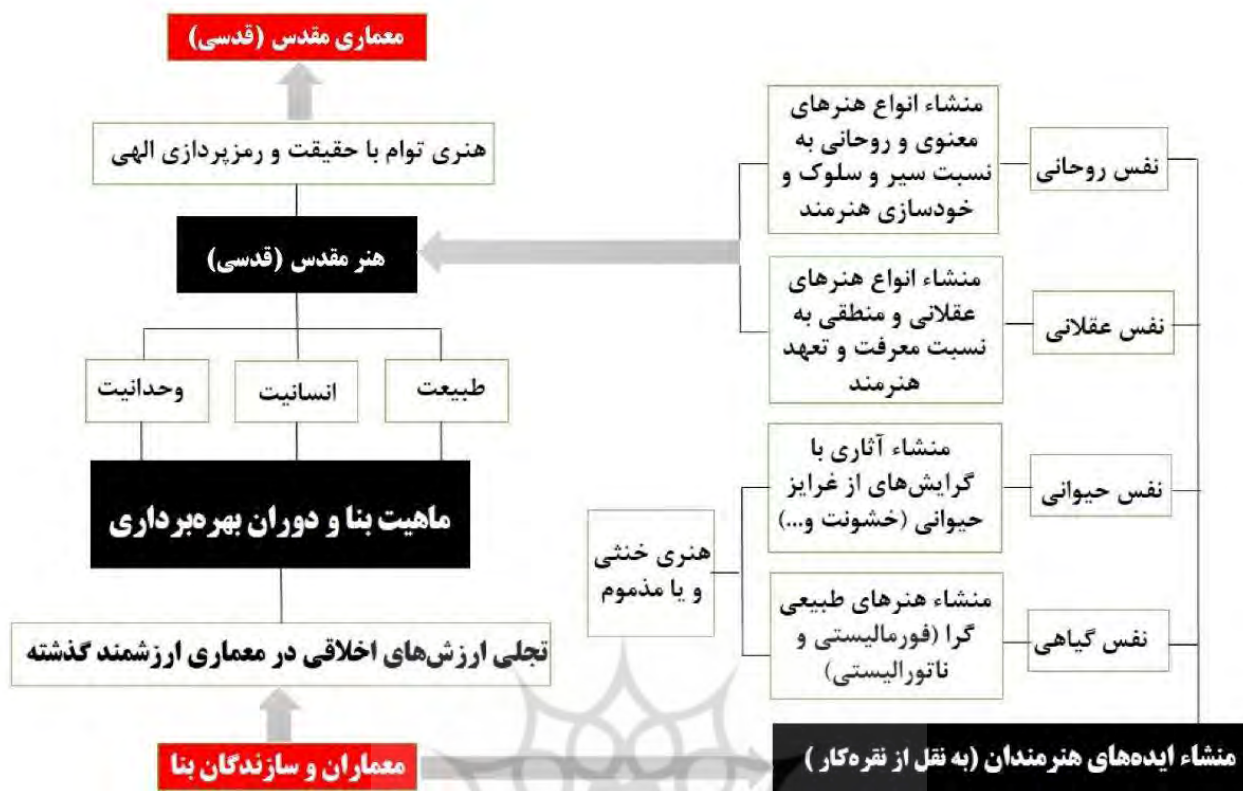 معماری مقدس (قدسی)
هنری توام با حقیقت و رمزپردازی الهی
هنر مقدس (قدسی)
طبیعت
انسانیت
وحدانیت
ماهیت بنا و دوران بهره‌برداری
تجلی ارزش‌های اخلاقی در معماری ارزشمند گذشته
معماران و سازندگان بنا
نفس روحانی
منشاء انواع هنرهای
معنوی و روحانی به
نسبت سیر و سلوک و
خودسازی هنرمند
نفس عقلانی
منشاء انواع هنرهای
عقلانی و منطقی به
نسبت معرفت و تعهد
هنرمند
نفس حیوانی
منشاء آثاری با
گرایش‌های از غرایز
حیوانی (خشونت و...)
نفس گیاهی
منشاء هنرهای طبیعی
گرا (فورمالیستی و
ناتورالیستی)
هنری خنثی
و یا مذموم
منشاء ایده‌های هنرمندان (به نقل از نقره‌کار )